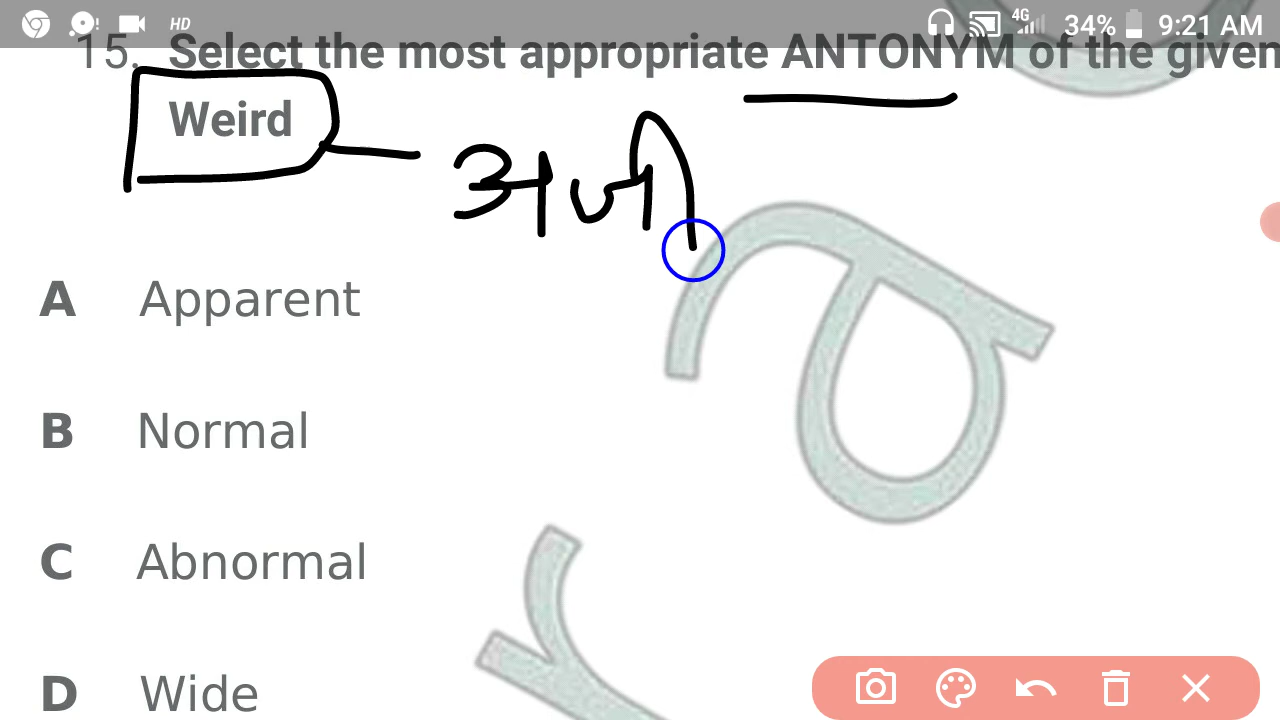 HD 4G 34% 9:21 AM
15. Select the most appropriate ANTONYM of the given
Weird अजी
A Apparent
B Normal
C Abnormal
D Wide